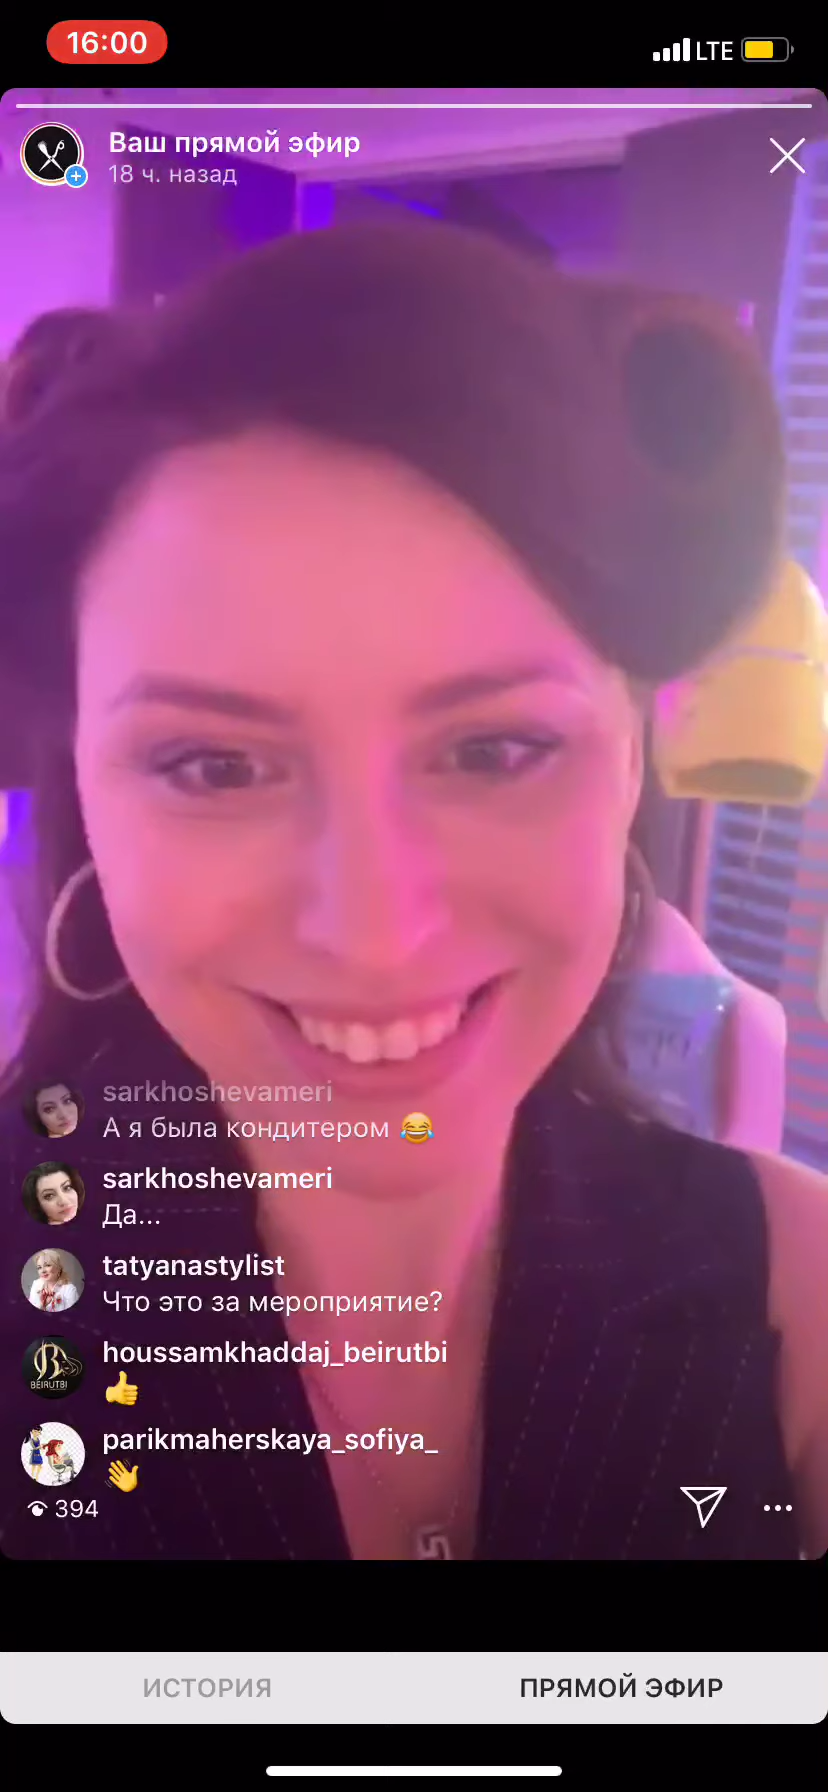 16:00
LTE
Ваш прямой эфир
18 ч. назад
sarkhoshevameri
А я была кондитером 😂
sarkhoshevameri
Да...
tatyanastylist
Что это за мероприятие?
houssamkhaddaj_beirutbi
👍
BEIRUTBI
parikmaherskaya_sofiya_
👋
394
ИСТОРИЯ
ПРЯМОЙ ЭФИР